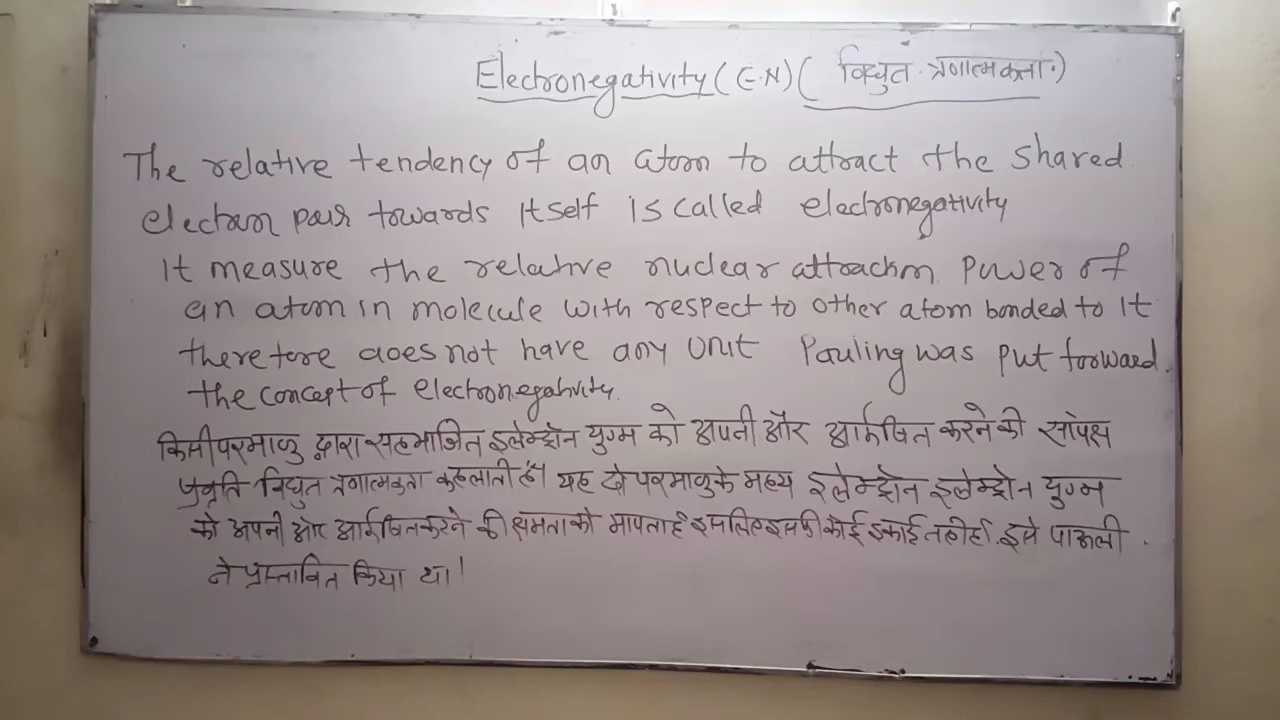 Electronegativity (E.N) ( विधुत त्रणात्मकता.)
The relative tendency of an atom to attract the shared
electron pair towards itself is called electronegativity
It measure the relative nuclear attraction power of
an atom in molecule with respect to other atom bonded to it
therefore does not have any unit Pauling was put forward.
the concept of electronegativity.
किसी परमाणु द्वारा सहभाजित इलेक्ट्रॉन युग्म को अपनी और आकर्षित करने की सापेक्ष
प्रवृति विधुत त्रणात्मकता कहलाती है। यह दो परमाणु के मध्य इलेक्ट्रोन इलेक्ट्रोन युग्म
को अपनी और आकर्षित करने की क्षमता को मापता है इसलिए इसकी कोई इकाई नही है. इसे पाऊली
ने प्रस्तावित किया था।